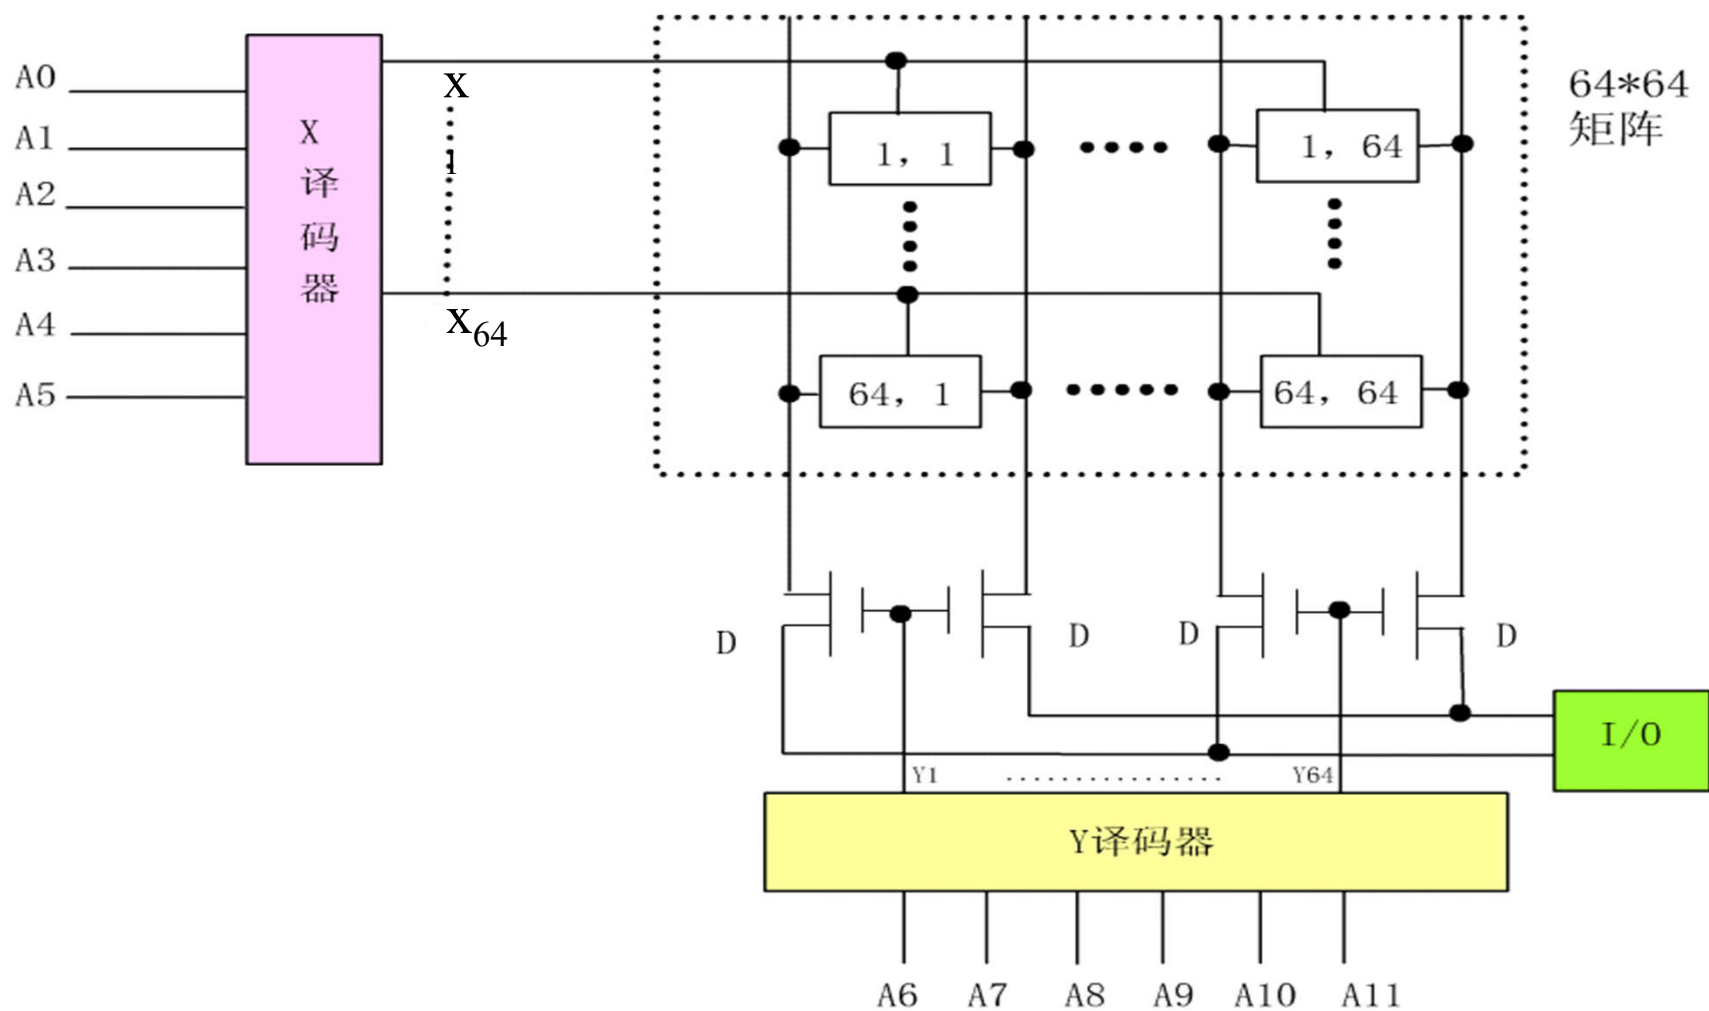 A0
A1
A2
A3
A4
A5
X
译
码
器
X
1
X64
1, 1
1, 64
64, 1
64, 64
64*64
矩阵
D
D
D
D
I/O
Y1
Y64
Y译码器
A6 A7 A8 A9 A10 A11